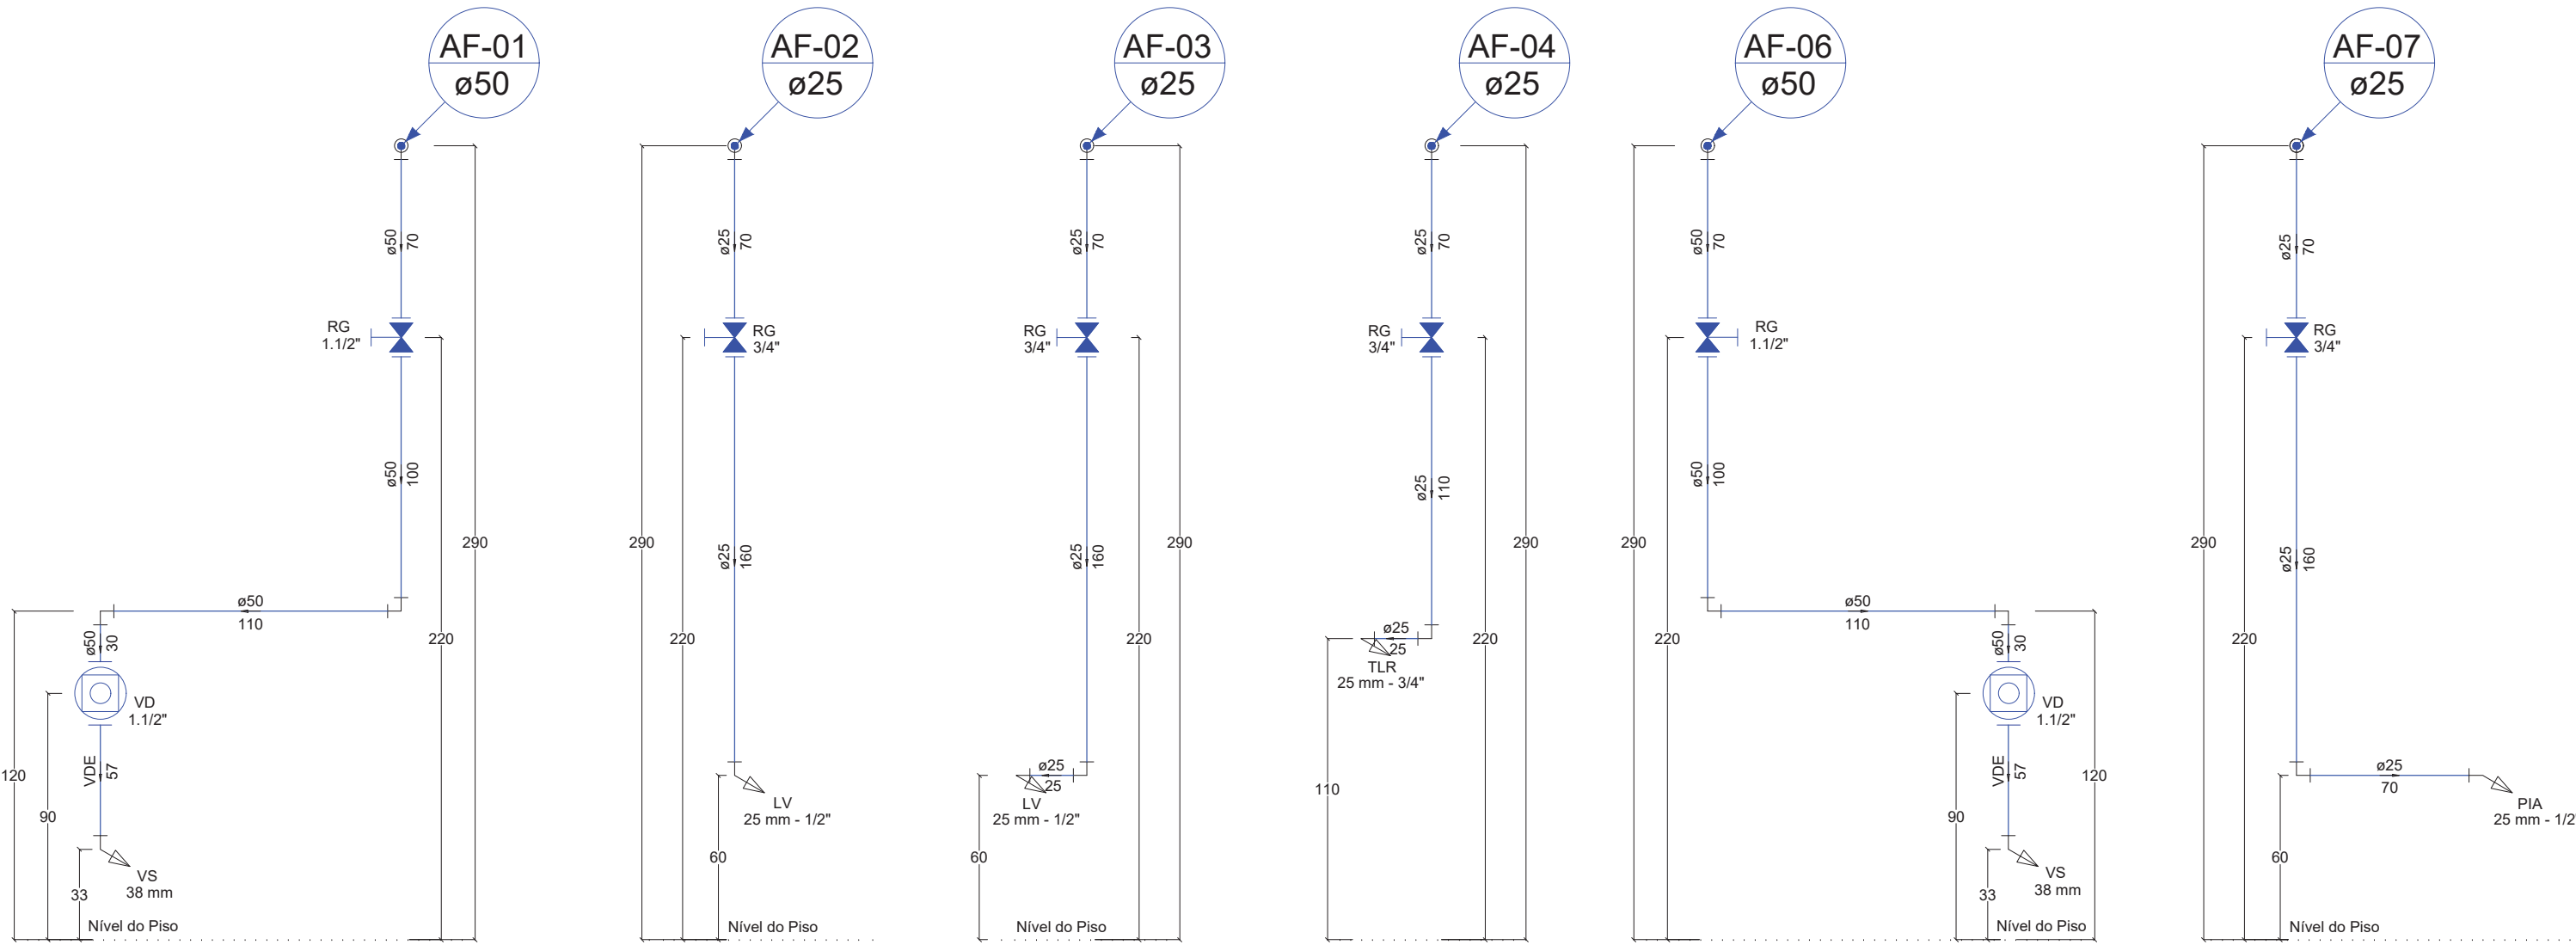 AF-01
ø50
ø50
70
RG
1.1/2"
ø50
100
290
220
ø50
110
ø50
30
VD
1.1/2"
VDE
57
120
90
33
VS
38 mm
Nível do Piso
AF-02
ø25
ø25
70
RG
3/4"
290
220
ø25
160
LV
25 mm - 1/2"
60
Nível do Piso
AF-03
ø25
ø25
70
RG
3/4"
ø25
160
290
220
ø25
25
LV
25 mm - 1/2"
60
Nível do Piso
AF-04
ø25
ø25
70
RG
3/4"
ø25
110
290
220
ø25
25
TLR
25 mm - 3/4"
110
AF-06
ø50
ø50
70
RG
1.1/2"
ø50
100
290
220
ø50
110
ø50
30
VD
1.1/2"
VDE
57
120
90
33
VS
38 mm
Nível do Piso
AF-07
ø25
ø25
70
RG
3/4"
290
220
ø25
160
ø25
70
PIA
25 mm - 1/2
60
Nível do Piso